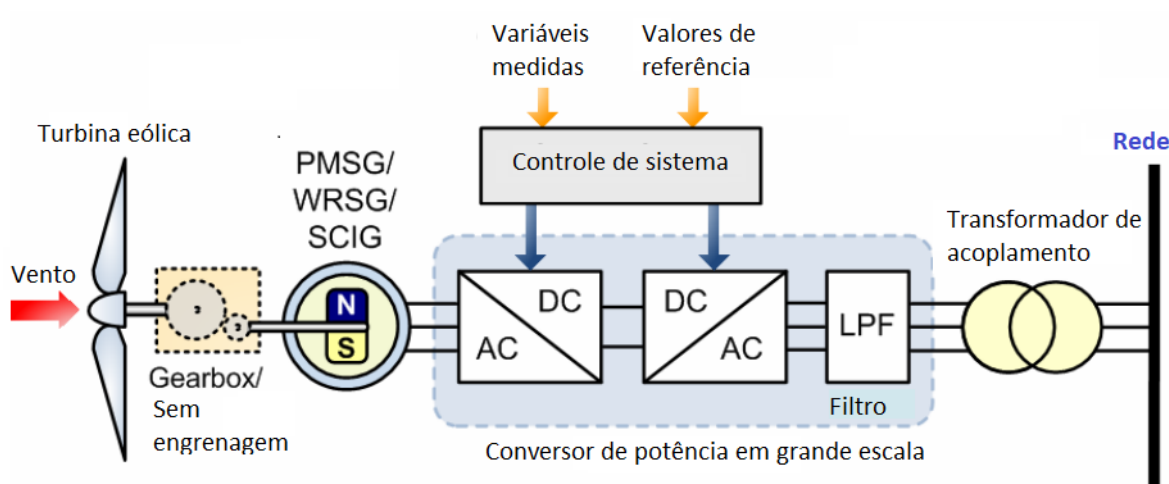 Variáveis
medidas
Valores de
referência
Turbina eólica
Controle de sistema
Rede
PMSG/
WRSG/
SCIG
Transformador de
acoplamento
Vento
N
S
DC
AC
DC
AC
LPF
Gearbox/
Sem
engrenagem
Filtro
Conversor de potência em grande escala